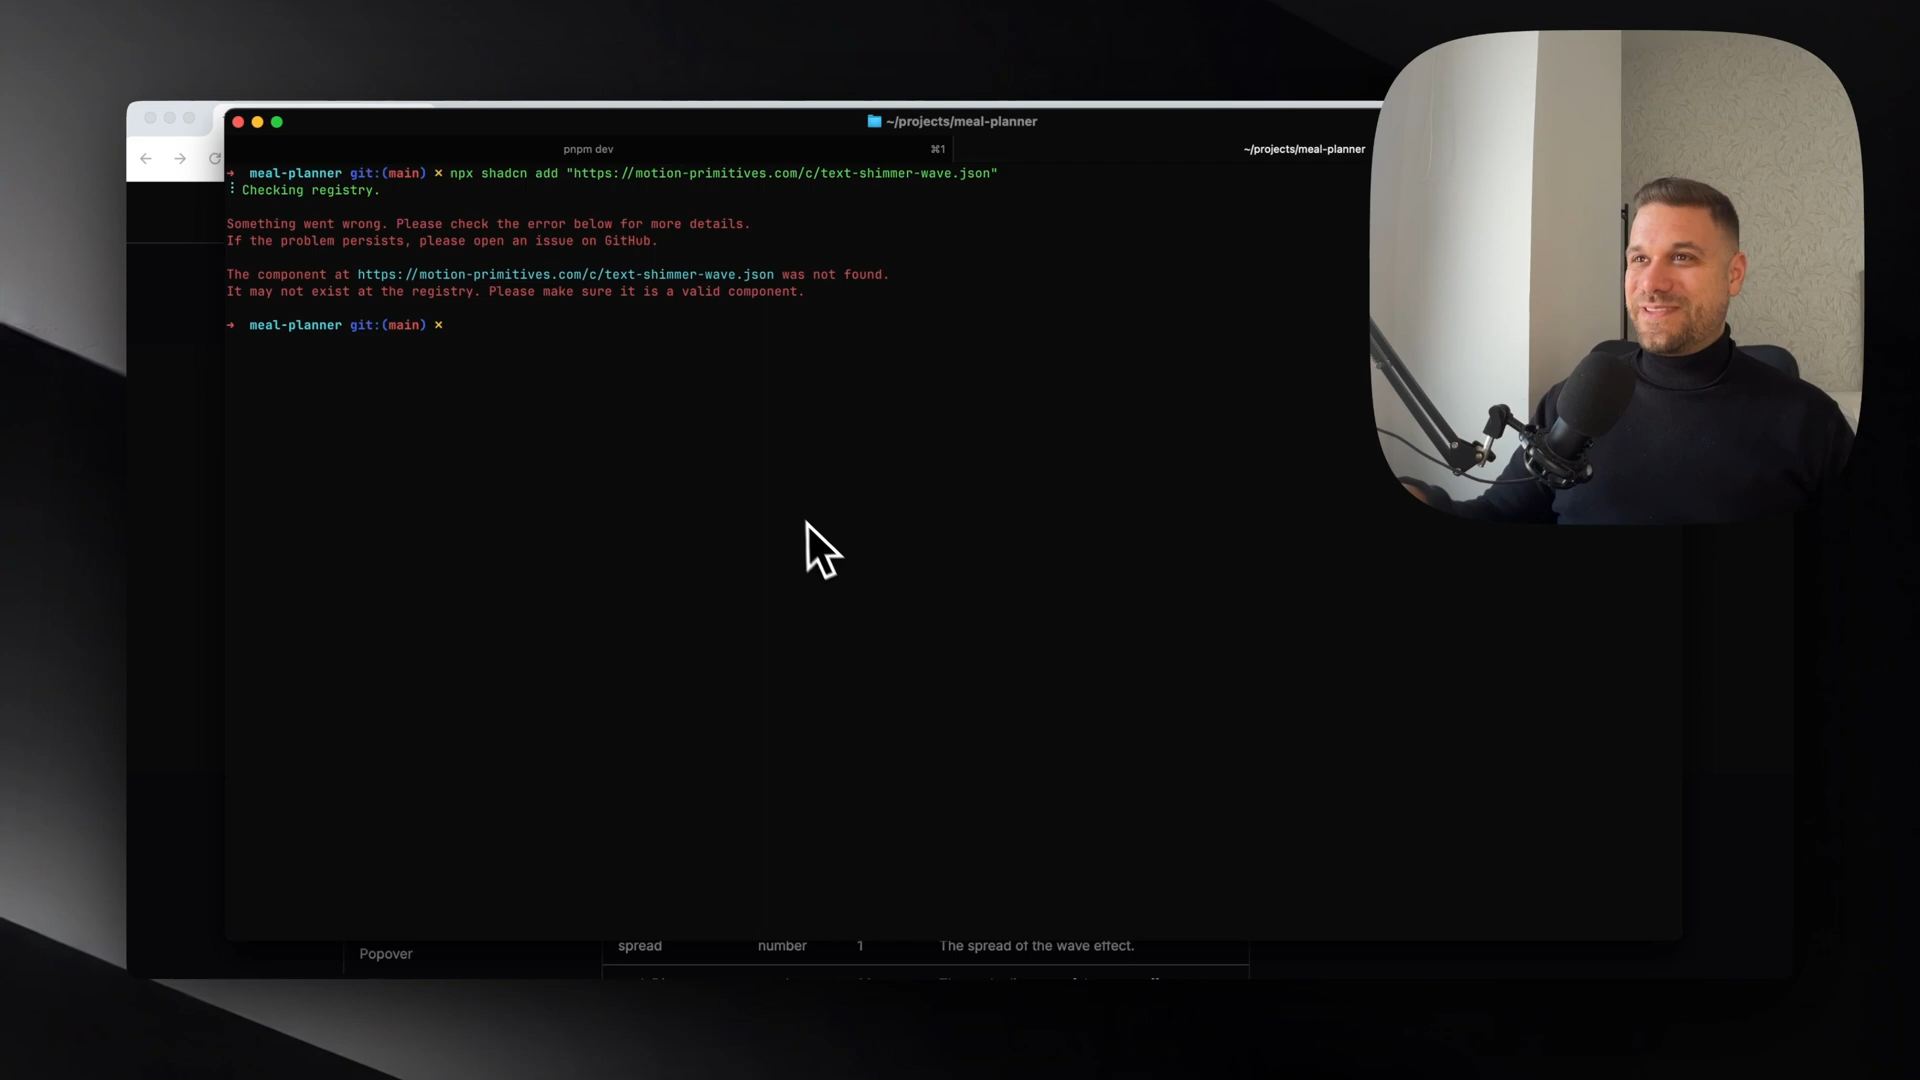 ~/projects/meal-planner
pnpm dev ⌘1 ~/projects/meal-planner
→ meal-planner git:(main) × npx shadcn add "https://motion-primitives.com/c/text-shimmer-wave.json"
⠸ Checking registry.
Something went wrong. Please check the error below for more details.
If the problem persists, please open an issue on GitHub.
The component at https://motion-primitives.com/c/text-shimmer-wave.json was not found.
It may not exist at the registry. Please make sure it is a valid component.
→ meal-planner git:(main) ×
spread number 1 The spread of the wave effect.
Popover